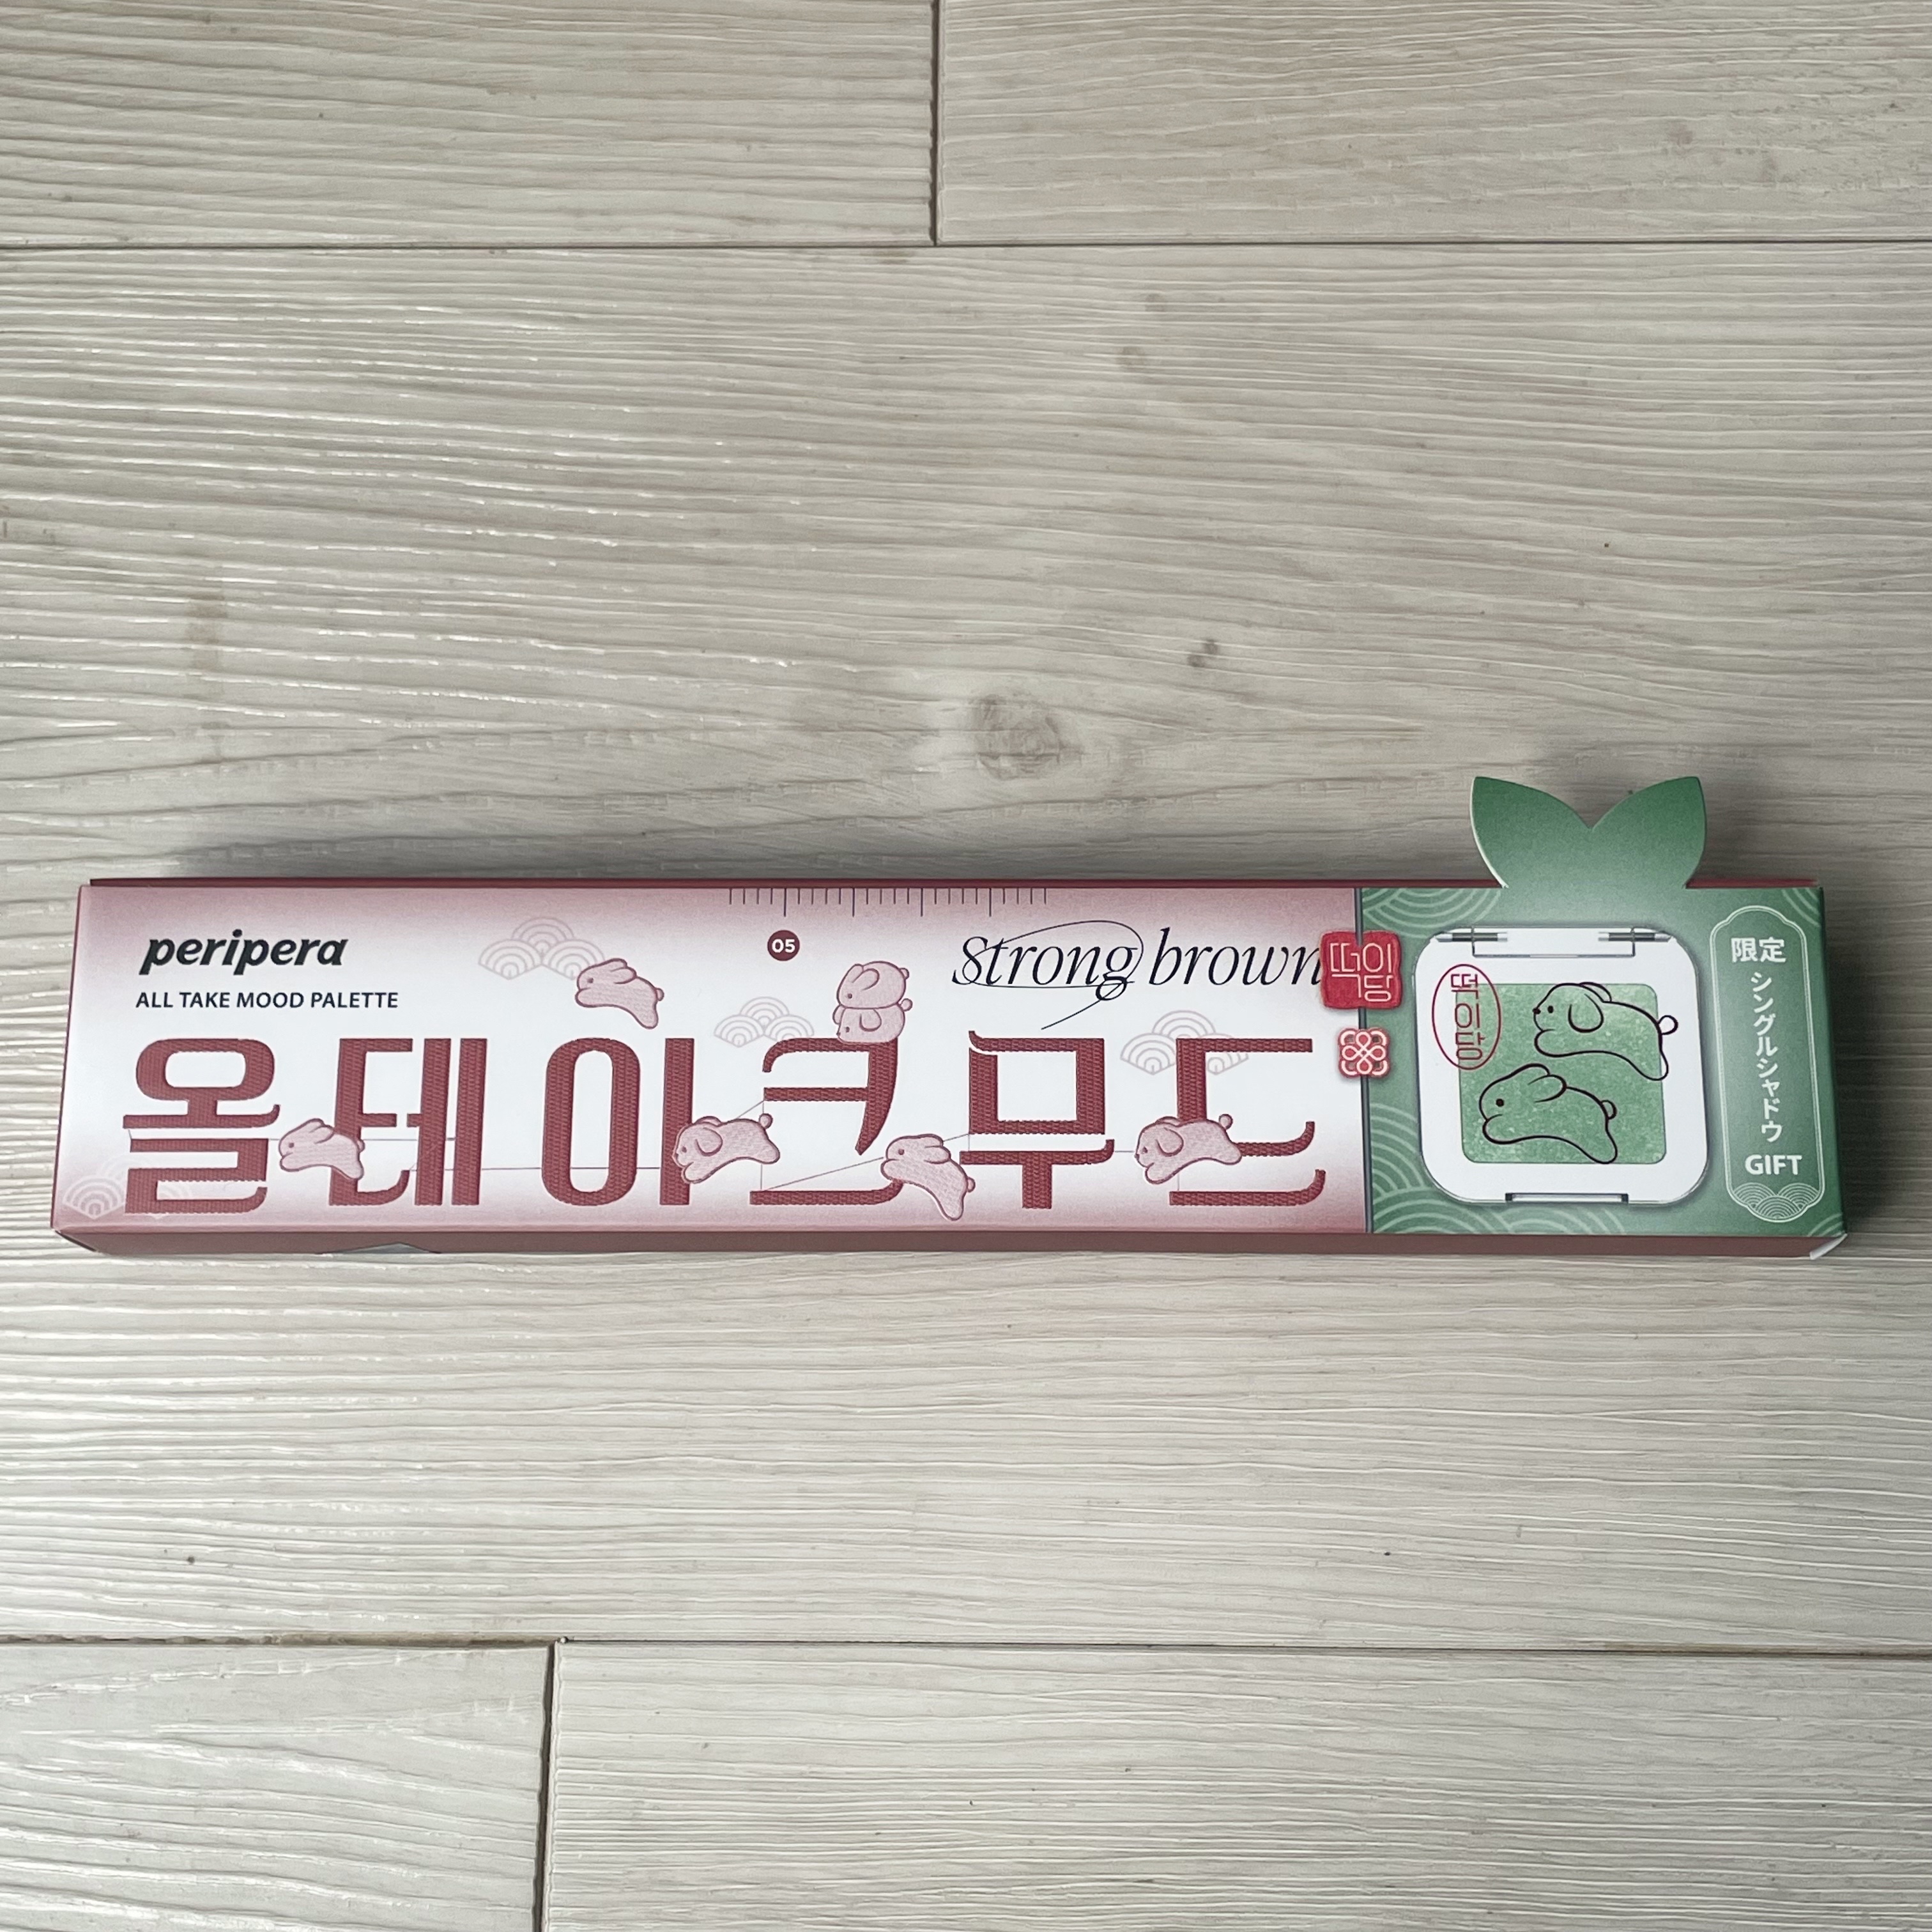 peripera
ALL TAKE MOOD PALETTE
05
Strong brown
올테이크무드
떡이당
떡이당
限定
シングルシャドウ
GIFT